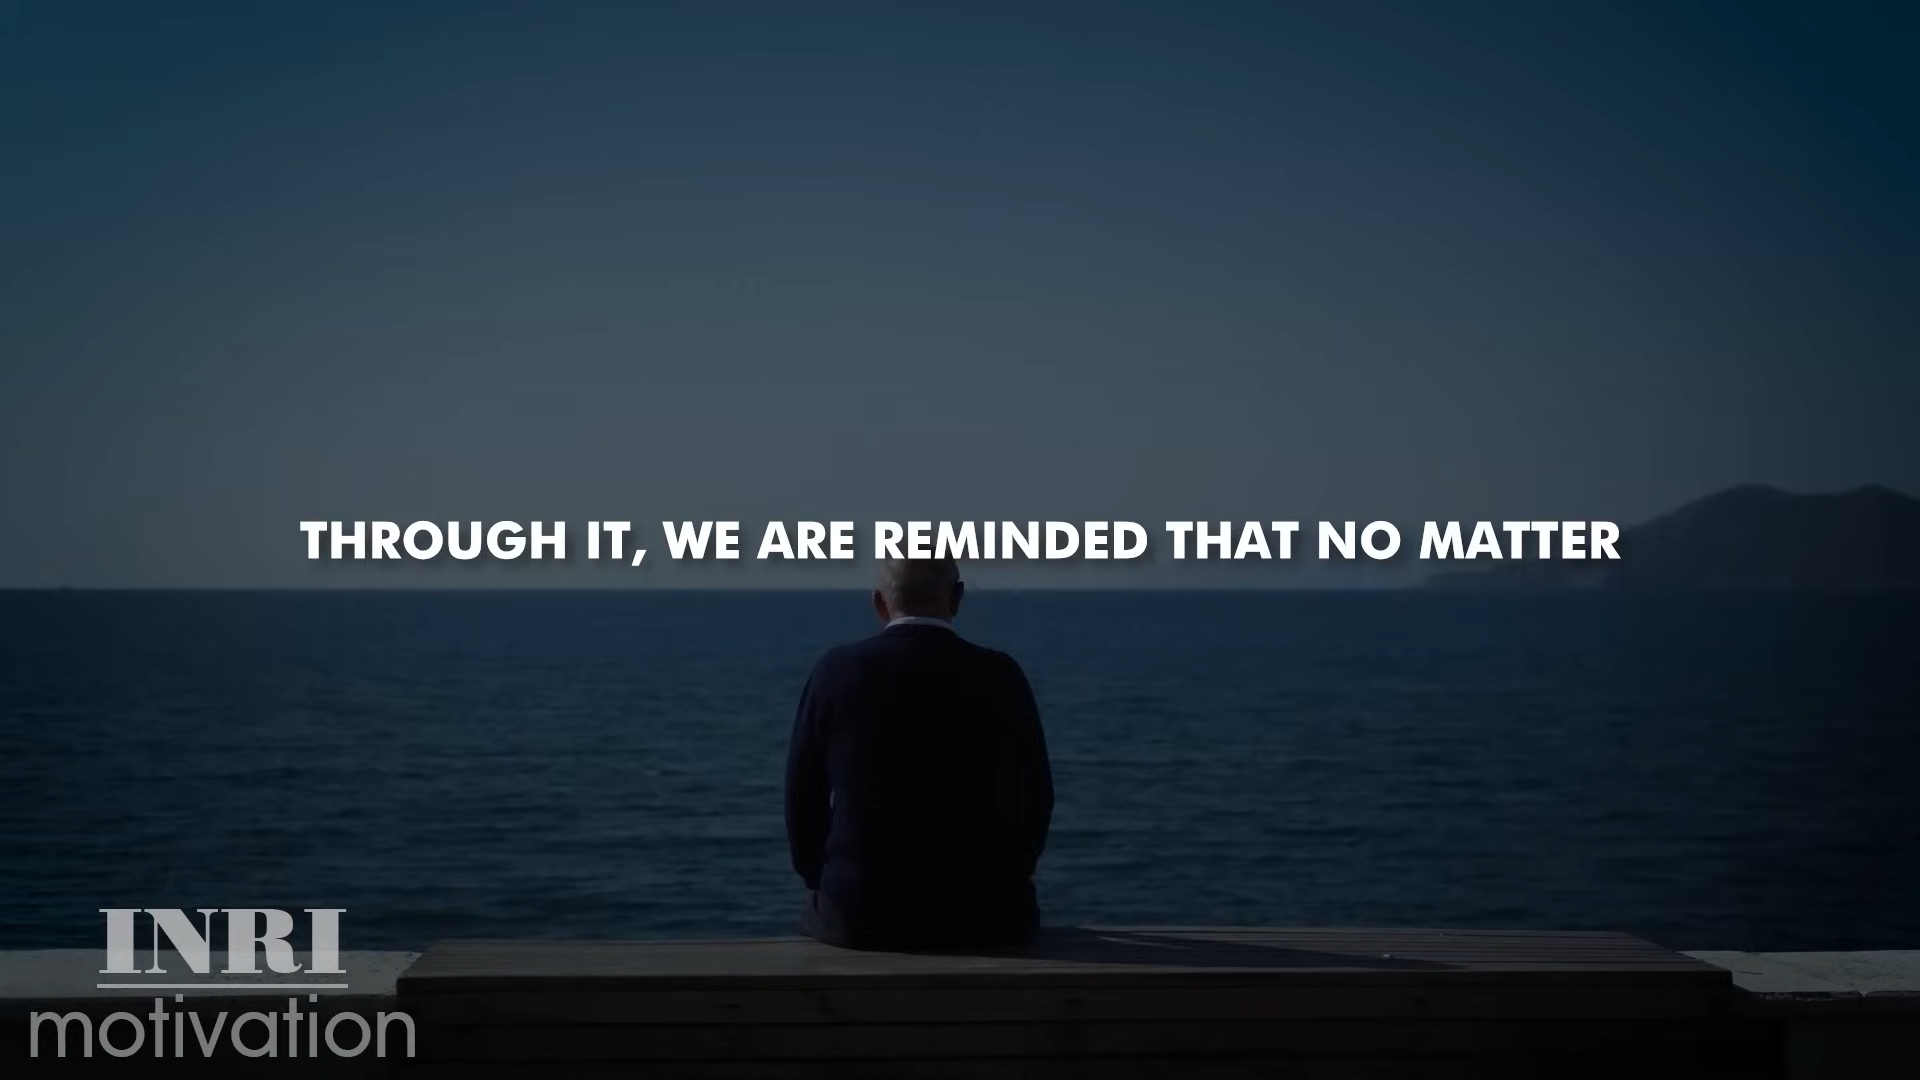 THROUGH IT, WE ARE REMINDED THAT NO MATTER
INRI
motivation